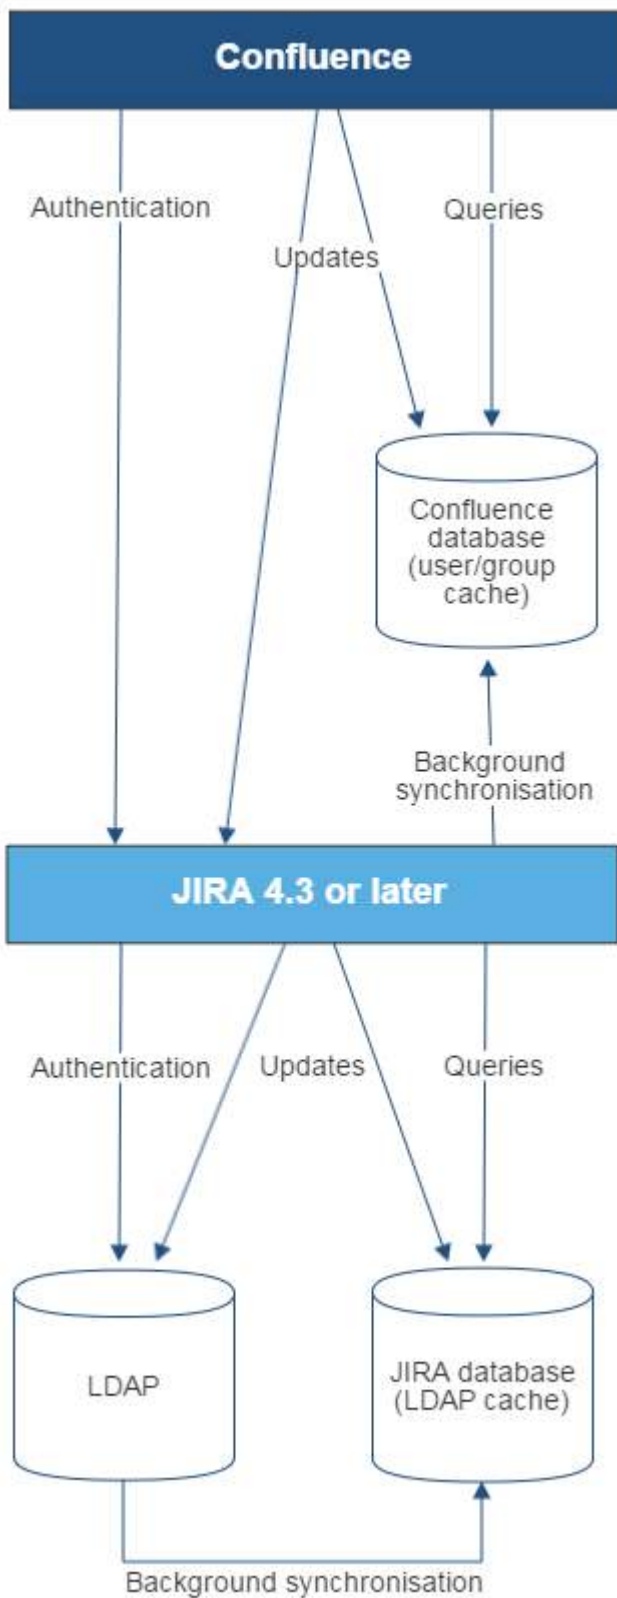 Confluence
Authentication
Queries
Updates
Confluence
database
(user/group
cache)
Background
synchronisation
JIRA 4.3 or later
Authentication
Updates
Queries
LDAP
JIRA database
(LDAP cache)
Background synchronisation